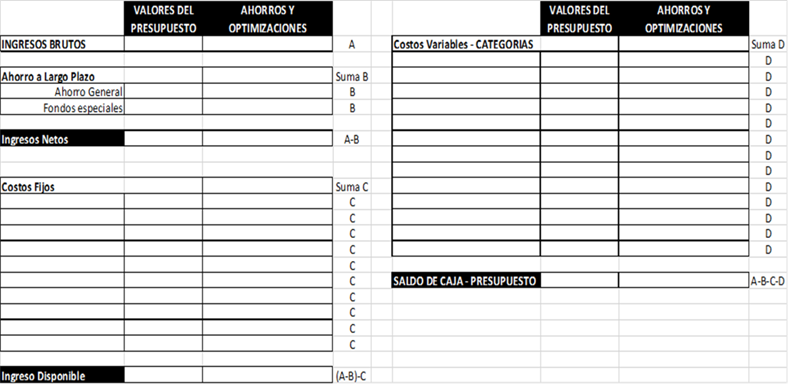 VALORES DEL
PRESUPUESTO
AHORROS Y
OPTIMIZACIONES
INGRESOS BRUTOS A
Ahorro a Largo Plazo Suma B
Ahorro General B
Fondos especiales B
Ingresos Netos A-B
Costos Fijos Suma C
C
C
C
C
C
C
C
C
C
C
Ingreso Disponible (A-B)-C
VALORES DEL
PRESUPUESTO
AHORROS Y
OPTIMIZACIONES
Costos Variables - CATEGORIAS Suma D
D
D
D
D
D
D
D
D
D
D
D
D
D
SALDO DE CAJA - PRESUPUESTO A-B-C-D